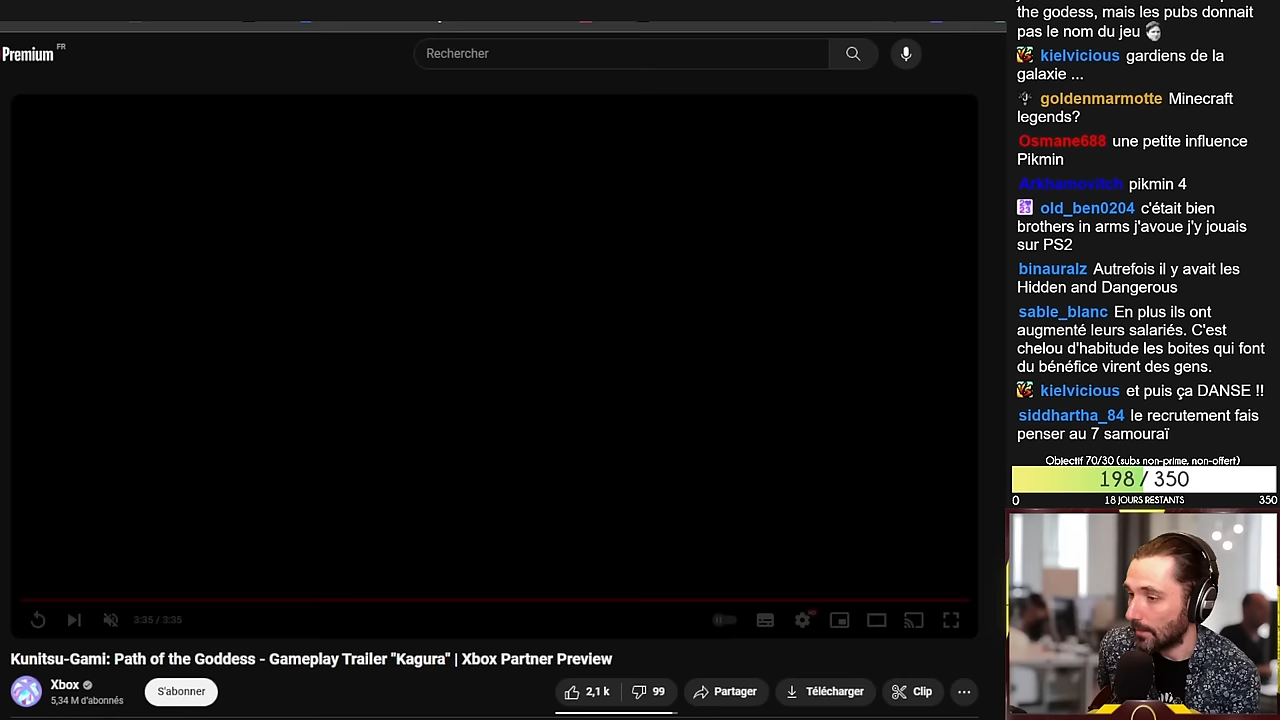 Premium FR
Rechercher
3:35 / 3:35
HD
Kunitsu-Gami: Path of the Goddess - Gameplay Trailer "Kagura" | Xbox Partner Preview
Xbox
5,34 M d'abonnés
S'abonner
2,1 k
99
Partager
Télécharger
Clip
the godess, mais les pubs donnait
pas le nom du jeu
kielvicious gardiens de la
galaxie ...
goldenmarmotte Minecraft
legends?
Osmane688 une petite influence
Pikmin
Arkhamovitch pikmin 4
old_ben0204 c'était bien
brothers in arms j'avoue j'y jouais
sur PS2
binauralz Autrefois il y avait les
Hidden and Dangerous
sable_blanc En plus ils ont
augmenté leurs salariés. C'est
chelou d'habitude les boites qui font
du bénéfice virent des gens.
kielvicious et puis ça DANSE !!
siddhartha_84 le recrutement fais
penser au 7 samouraï
Objectif 70/30 (subs non-prime, non-offert)
198 / 350
0 18 JOURS RESTANTS 350